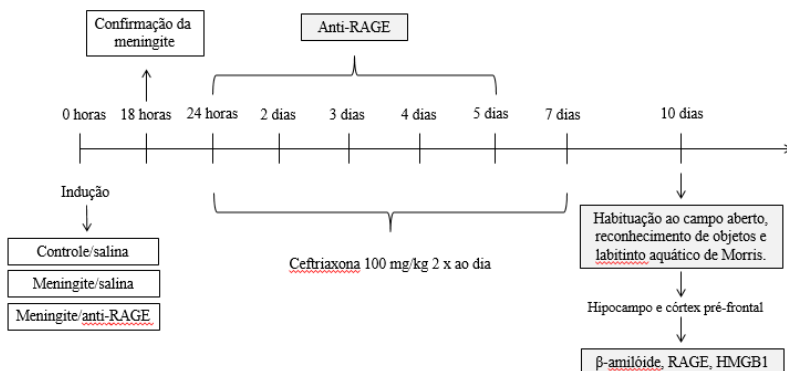 Confirmação da
meningite
Anti-RAGE
0 horas
18 horas
24 horas
2 dias
3 dias
4 dias
5 dias
7 dias
10 dias
Indução
Controle/salina
Meningite/salina
Meningite/anti-RAGE
Ceftriaxona 100 mg/kg 2 x ao dia
Habituação ao campo aberto,
reconhecimento de objetos e
labitinto aquático de Morris.
Hipocampo e córtex pré-frontal
β-amilóide, RAGE, HMGB1